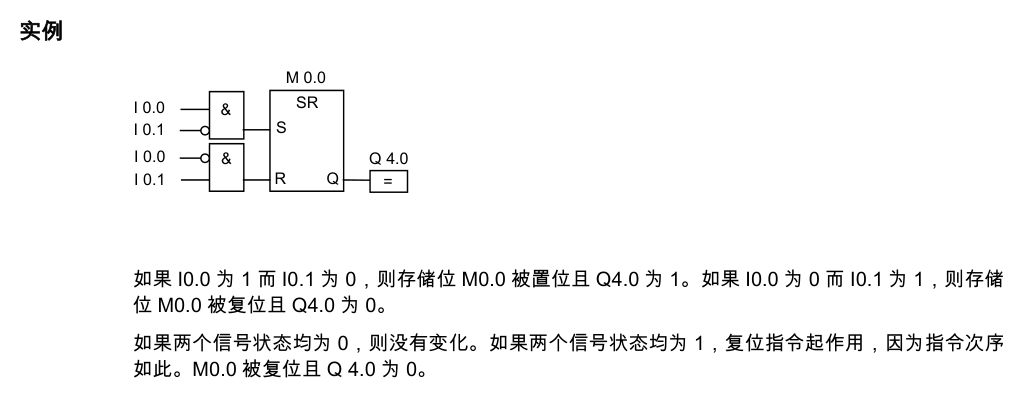 实例
M 0.0
SR
I 0.0
&
I 0.1
S
I 0.0
&
Q 4.0
I 0.1
R
Q
=
如果 I0.0 为 1 而 I0.1 为 0，则存储位 M0.0 被置位且 Q4.0 为 1。如果 I0.0 为 0 而 I0.1 为 1，则存储
位 M0.0 被复位且 Q4.0 为 0。
如果两个信号状态均为 0，则没有变化。如果两个信号状态均为 1，复位指令起作用，因为指令次序
如此。M0.0 被复位且 Q 4.0 为 0。